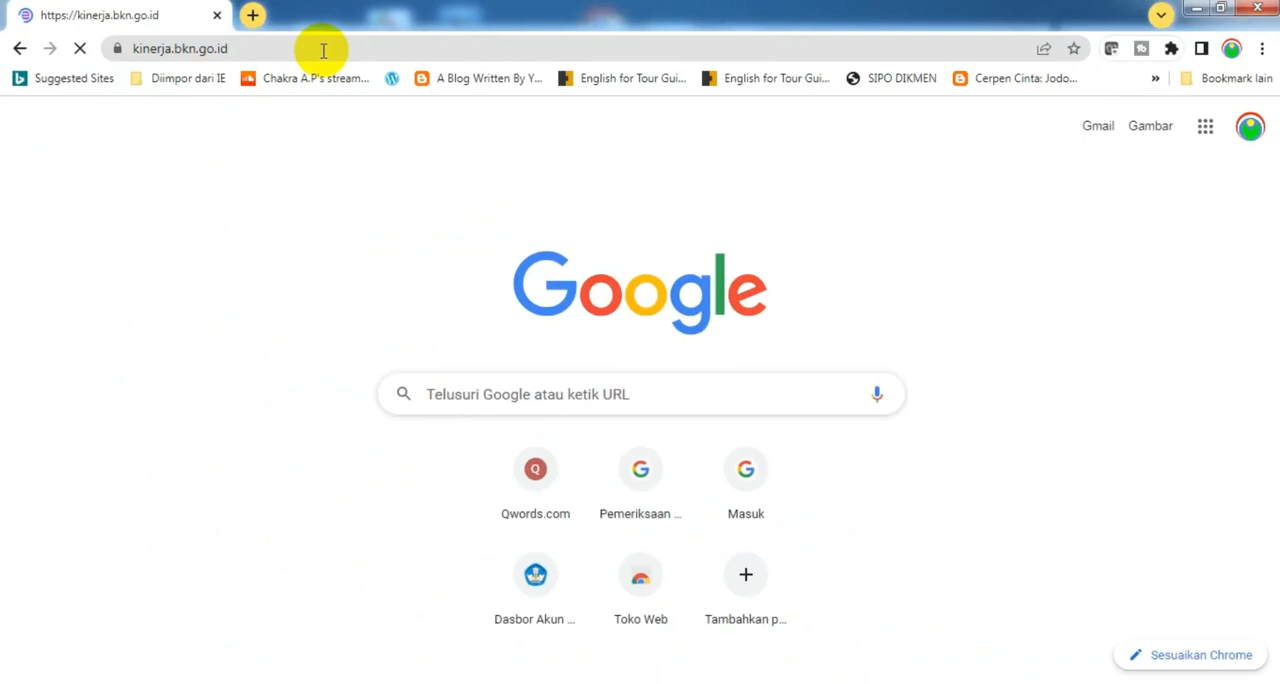 https://kinerja.bkn.go.id
kinerja.bkn.go.id
Suggested Sites Diimpor dari IE Chakra A.P's stream... A Blog Written By Y... English for Tour Gui... English for Tour Gui... SIPO DIKMEN Cerpen Cinta: Jodo... » Bookmark lain
Gmail Gambar
Google
Telusuri Google atau ketik URL
Q
Qwords.com Pemeriksaan ... Masuk
Dasbor Akun ... Toko Web Tambahkan p...
Sesuaikan Chrome